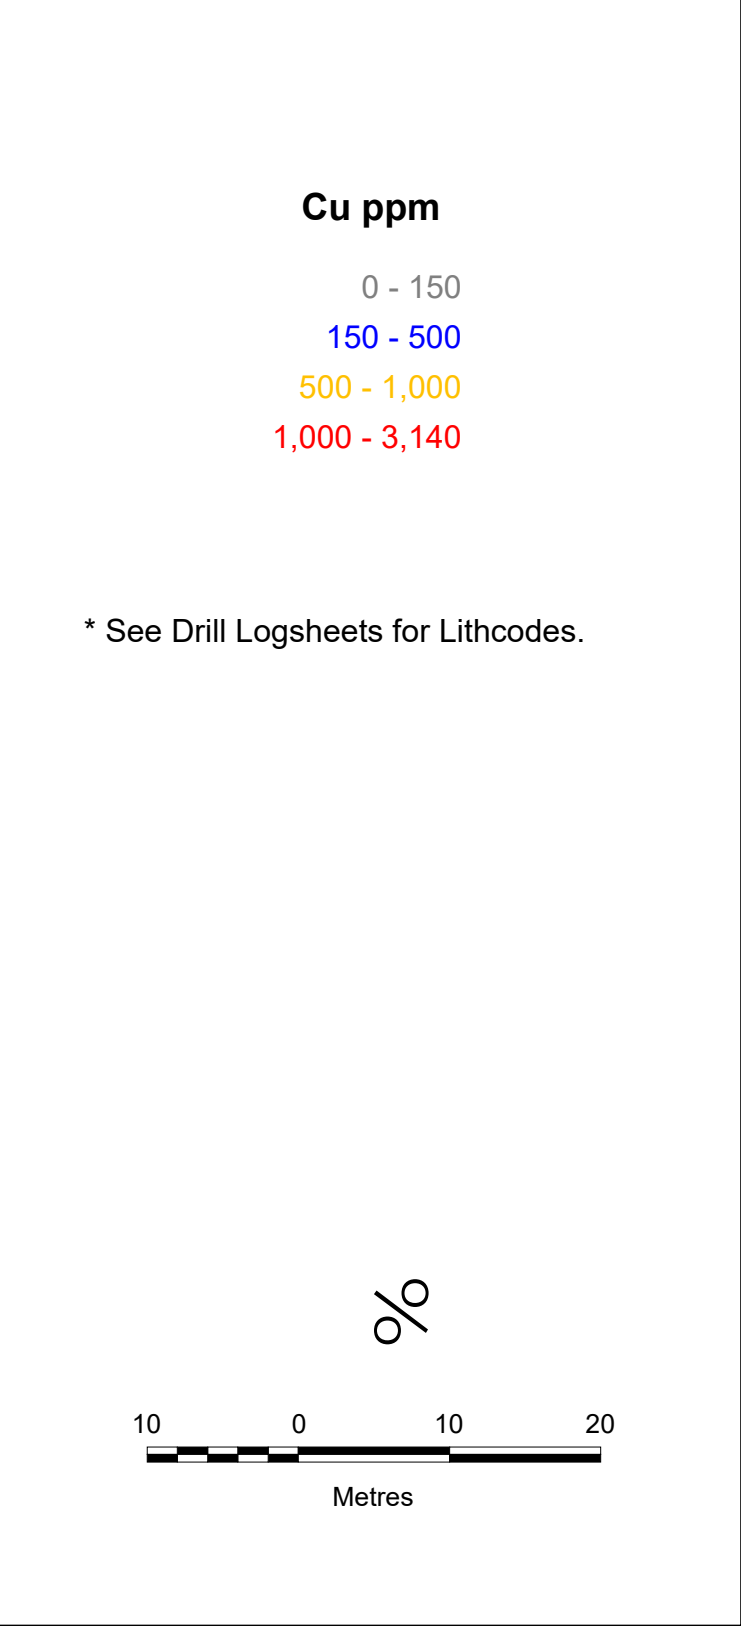 Cu ppm
0 - 150
150 - 500
500 - 1,000
1,000 - 3,140
* See Drill Logsheets for Lithcodes.
%
10 0 10 20
Metres